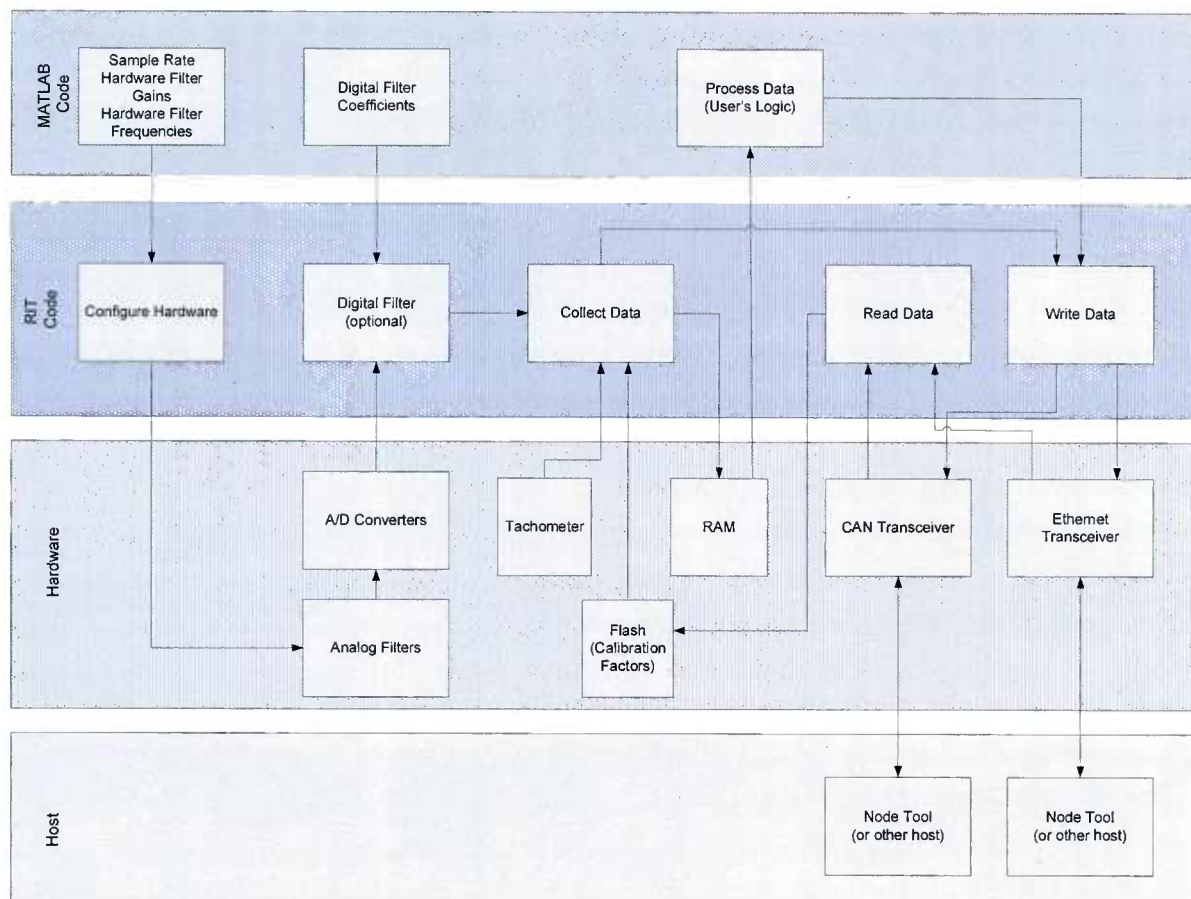 MATLAB
Code
Sample Rate
Hardware Filter
Gains
Hardware Filter
Frequencies
Digital Filter
Coefficients
Process Data
(User's Logic)
RIT
Code
Configure Hardware
Digital Filter
(optional)
Collect Data
Read Data
Write Data
Hardware
A/D Converters
Tachometer
RAM
CAN Transceiver
Ethernet
Transceiver
Analog Filters
Flash
(Calibration
Factors)
Host
Node Tool
(or other host)
Node Tool
(or other host)